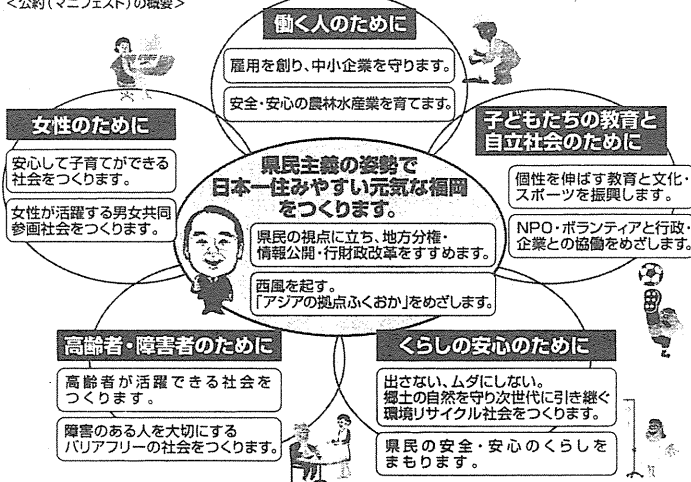 <公約(マニフェスト)の概要>
働く人のために
雇用を創り、中小企業を守ります。
安全・安心の農林水産業を育てます。
女性のために
安心して子育てができる
社会をつくります。
女性が活躍する男女共同
参画社会をつくります。
子どもたちの教育と
自立社会のために
個性を伸ばす教育と文化・
スポーツを振興します。
NPO・ボランティアと行政・
企業との協働をめざします。
県民主義の姿勢で
日本一住みやすい元気な福岡
をつくります。
県民の視点に立ち、地方分権・
情報公開・行財政改革をすすめます。
西風を起す。
「アジアの拠点ふくおか」をめざします。
高齢者・障害者のために
高齢者が活躍できる社会を
つくります。
障害のある人を大切にする
バリアフリーの社会をつくります。
くらしの安心のために
出さない、ムダにしない。
郷土の自然を守り次世代に引き継ぐ
環境リサイクル社会をつくります。
県民の安全・安心のくらしを
まもります。